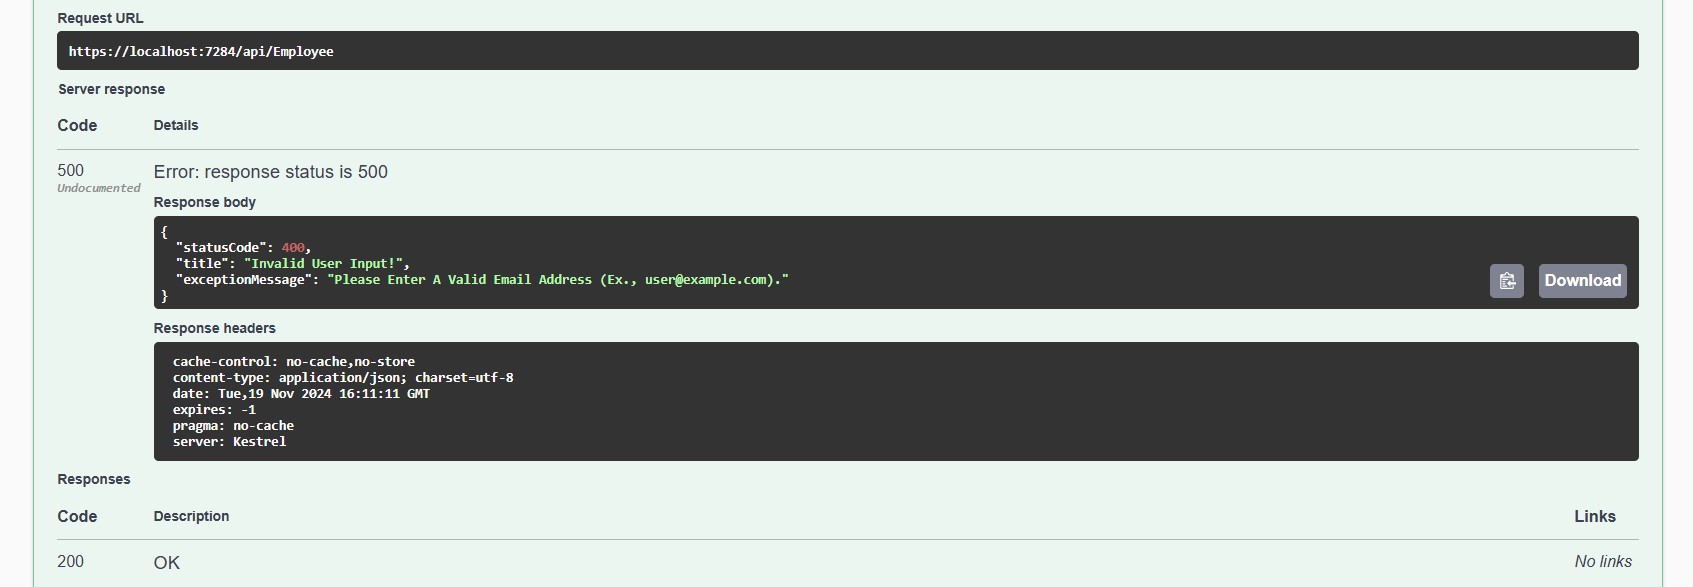 Request URL
https://localhost:7284/api/Employee
Server response
Code Details
500 Error: response status is 500
Undocumented
Response body
{
"statusCode": 400,
"title": "Invalid User Input!",
"exceptionMessage": "Please Enter A Valid Email Address (Ex., user@example.com)."
}
Download
Response headers
cache-control: no-cache,no-store
content-type: application/json; charset=utf-8
date: Tue,19 Nov 2024 16:11:11 GMT
expires: -1
pragma: no-cache
server: Kestrel
Responses
Code Description Links
200 OK No links